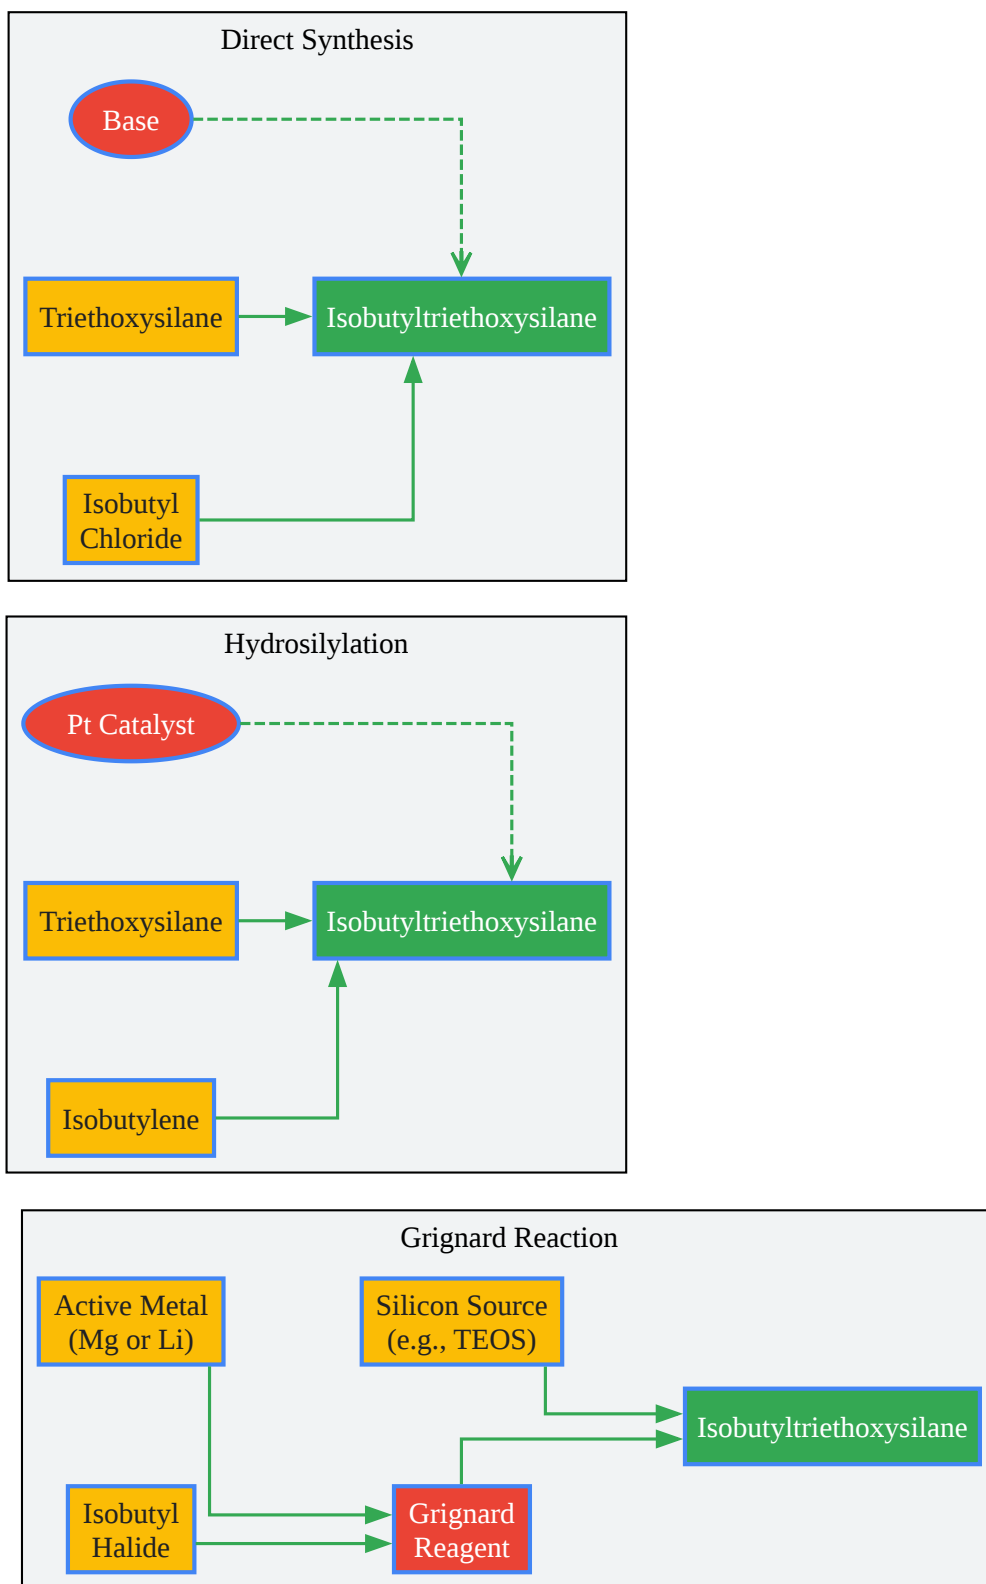 Direct Synthesis
Base
Triethoxysilane
Isobutyltriethoxysilane
Isobutyl
Chloride
Hydrosilylation
Pt Catalyst
Triethoxysilane
Isobutyltriethoxysilane
Isobutylene
Grignard Reaction
Active Metal
(Mg or Li)
Silicon Source
(e.g., TEOS)
Isobutyltriethoxysilane
Isobutyl
Halide
Grignard
Reagent